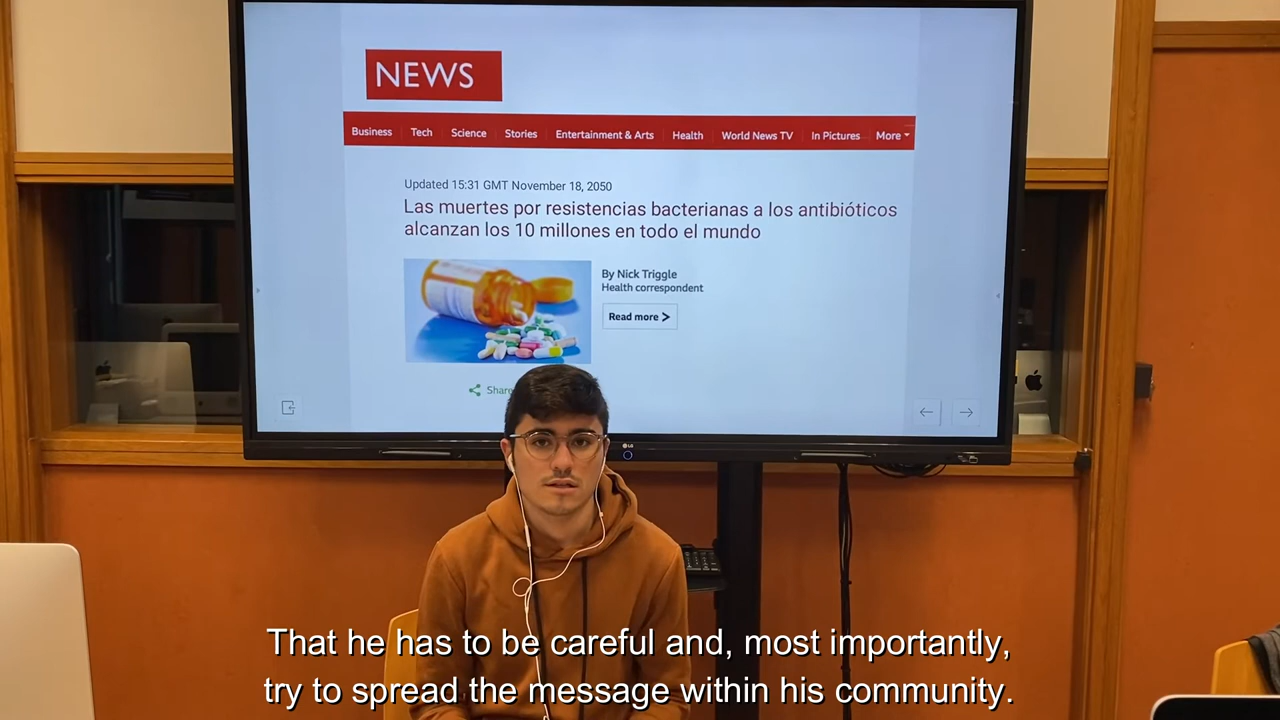 NEWS
Business Tech Science Stories Entertainment & Arts Health World News TV In Pictures More
Updated 15:31 GMT November 18, 2050
Las muertes por resistencias bacterianas a los antibióticos
alcanzan los 10 millones en todo el mundo
By Nick Triggle
Health correspondent
Read more >
Share
LG
That he has to be careful and, most importantly,
try to spread the message within his community.